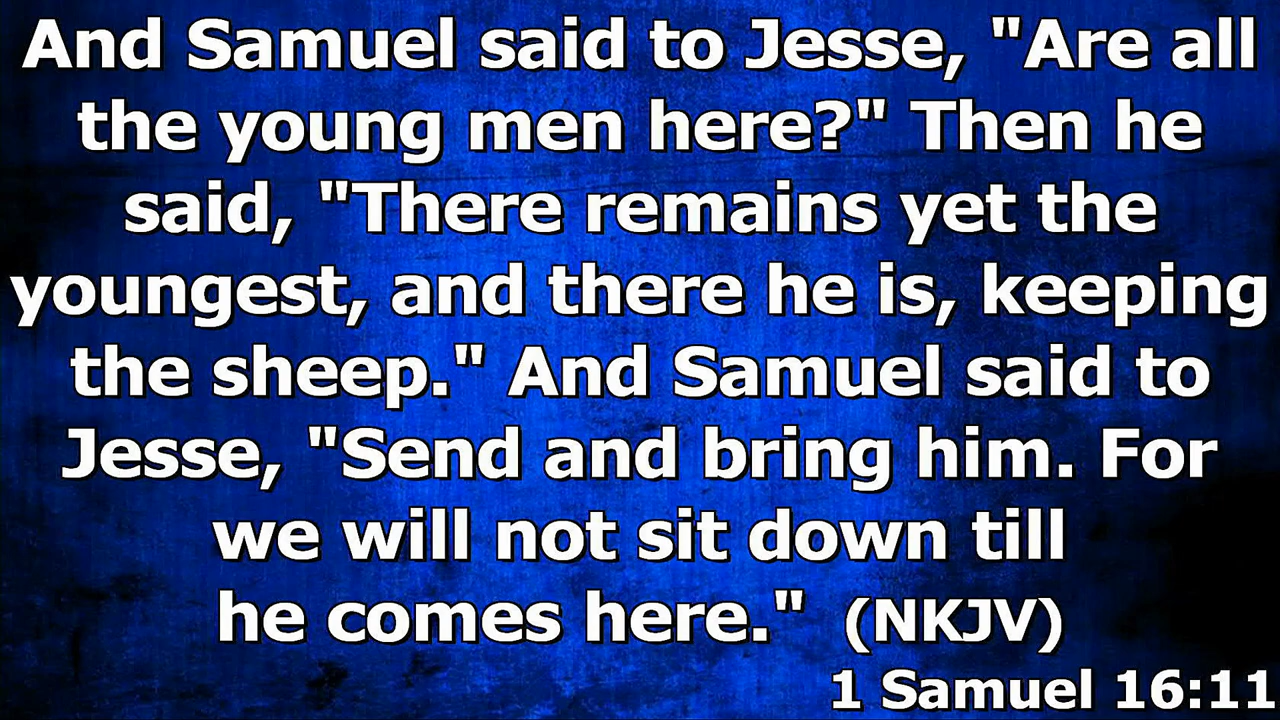 And Samuel said to Jesse, "Are all
the young men here?" Then he
said, "There remains yet the
youngest, and there he is, keeping
the sheep." And Samuel said to
Jesse, "Send and bring him. For
we will not sit down till
he comes here." (NKJV)
1 Samuel 16:11